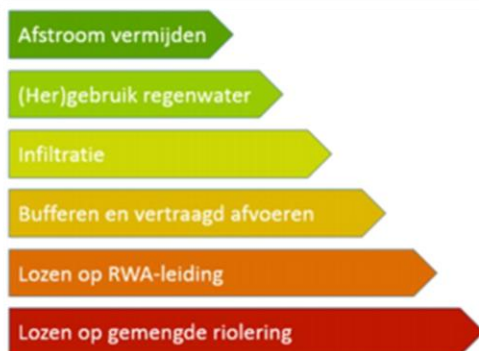 Afstroom vermijden
(Her)gebruik regenwater
Infiltratie
Bufferen en vertraagd afvoeren
Lozen op RWA-leiding
Lozen op gemengde riolering